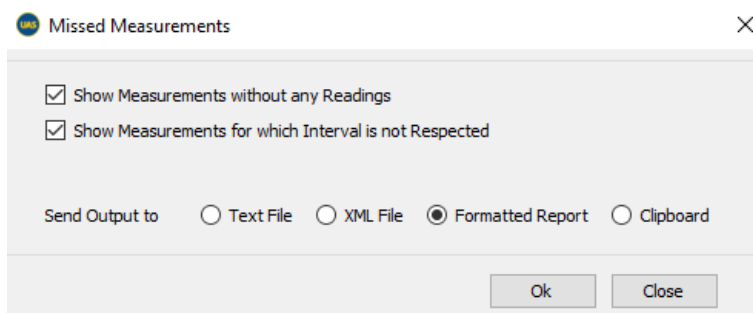 UAS Missed Measurements
Show Measurements without any Readings
Show Measurements for which Interval is not Respected
Send Output to Text File XML File Formatted Report Clipboard
Ok Close